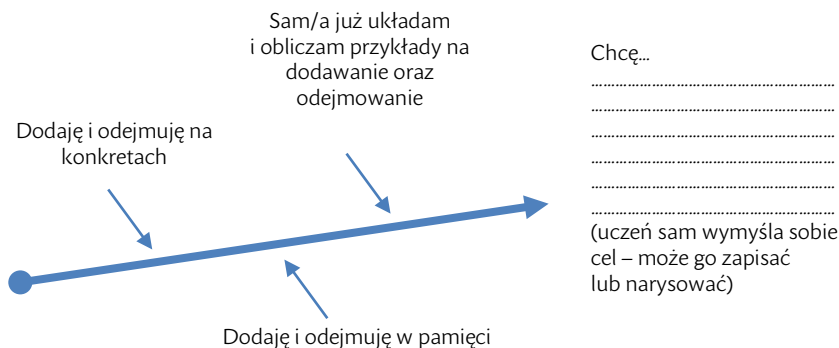 Sam/a już układam
i obliczam przykłady na
dodawanie oraz
odejmowanie
Dodaję i odejmuję na
konkretach
Dodaję i odejmuję w pamięci
Chcę...
................................................................
................................................................
................................................................
................................................................
................................................................
................................................................
(uczeń sam wymyśla sobie
cel – może go zapisać
lub narysować)